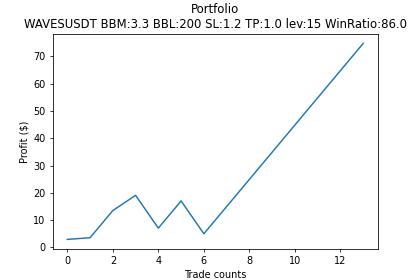 Portfolio
WAVESUSDT BBM:3.3 BBL:200 SL:1.2 TP:1.0 lev:15 WinRatio:86.0
70
60
50
40
30
20
10
0
Profit ($)
0 2 4 6 8 10 12
Trade counts